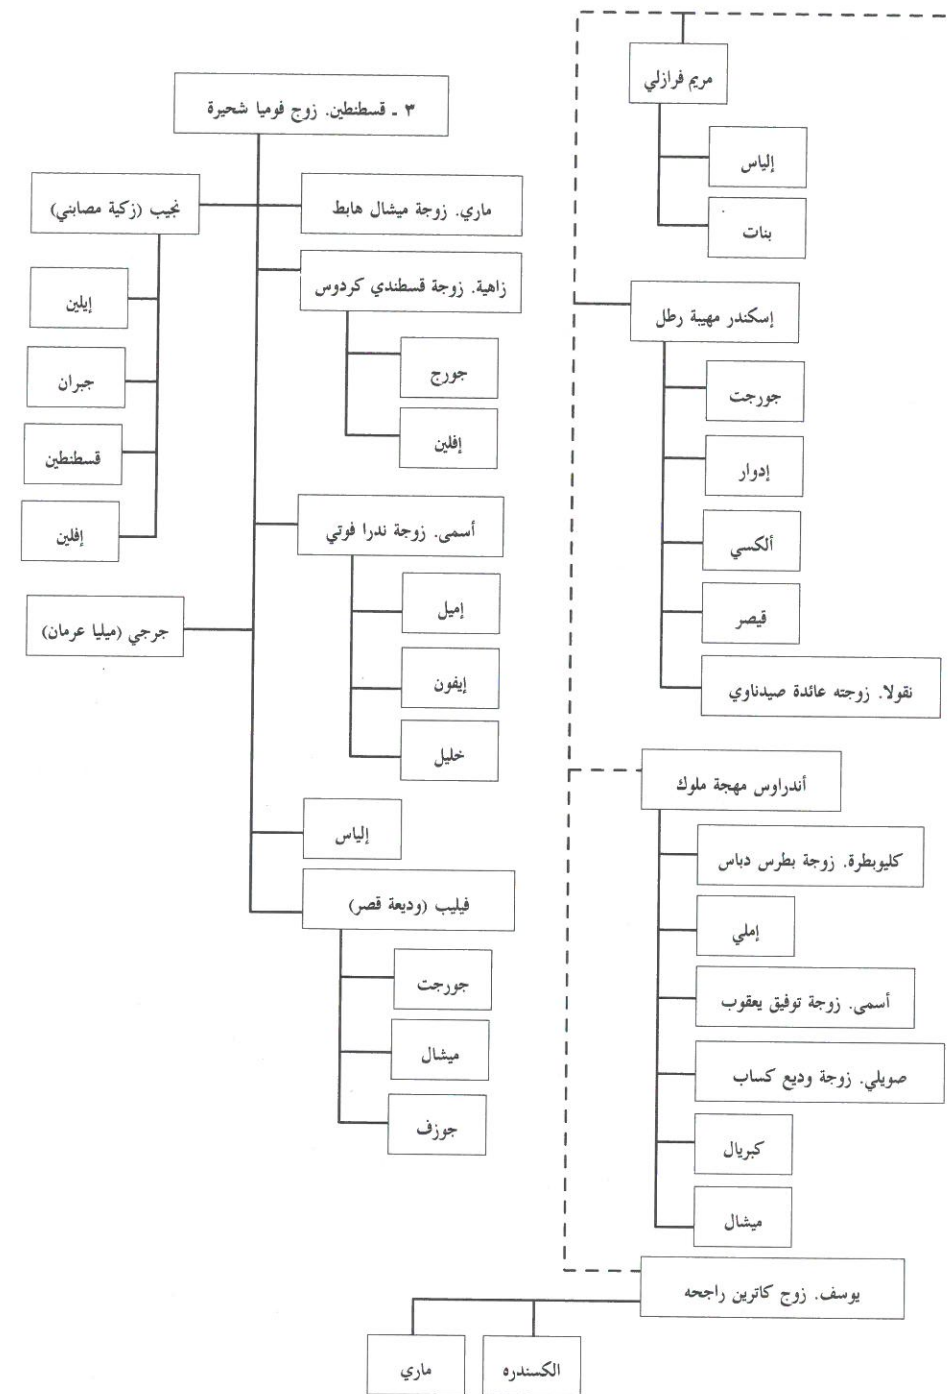 مريم فرازلي
إلياس
بنات
إسكندر مهيبة رطل
جورجت
إدوار
ألكسي
قيصر
نقولا. زوجته عائدة صيدناوي
أندراوس مهجة ملوك
كليوبطرة. زوجة بطرس دباس
إملي
أسمى. زوجة توفيق يعقوب
صويلي. زوجة وديع كساب
كبريال
ميشال
يوسف. زوج كاترين راجحه
الكسندره
ماري
٣ - قسطنطين. زوج فوميا شحيرة
ماري. زوجة ميشال هابط
نجيب (زكية مصابني)
إيلين
جبران
قسطنطين
إفلين
زاهية. زوجة قسطندي كردوس
جورج
إفلين
أسمى. زوجة ندرا فوتي
إميل
إيفون
خليل
جرجي (ميليا عرمان)
إلياس
فيليب (وديعة قصر)
جورجت
ميشال
جوزف